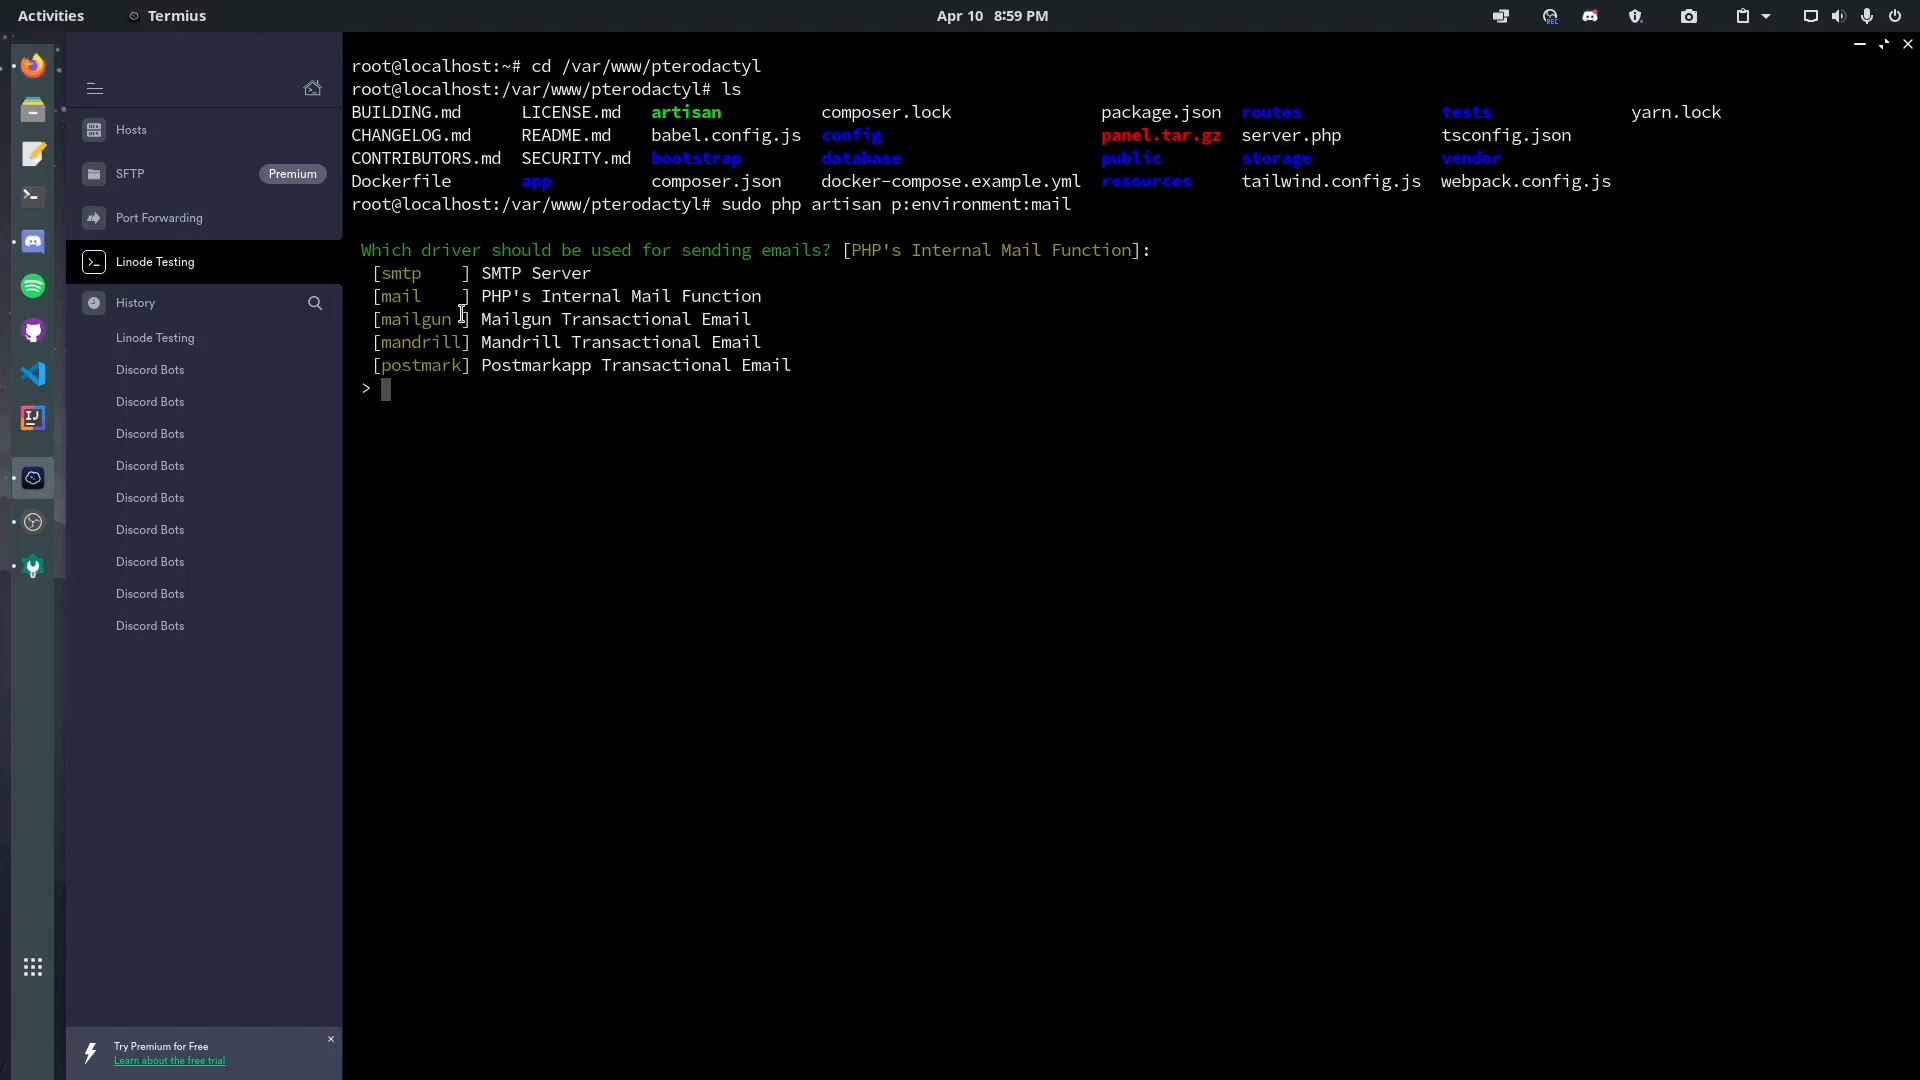 Activities
Termius
Apr 10 8:59 PM
REC
Hosts
SFTP
Premium
Port Forwarding
Linode Testing
History
Linode Testing
Discord Bots
Discord Bots
Discord Bots
Discord Bots
Discord Bots
Discord Bots
Discord Bots
Discord Bots
Discord Bots
Try Premium for Free
Learn about the free trial
root@localhost:~# cd /var/www/pterodactyl
root@localhost:/var/www/pterodactyl# ls
BUILDING.md LICENSE.md artisan composer.lock package.json routes tests yarn.lock
CHANGELOG.md README.md babel.config.js config panel.tar.gz server.php tsconfig.json
CONTRIBUTORS.md SECURITY.md bootstrap database public storage vendor
Dockerfile app composer.json docker-compose.example.yml resources tailwind.config.js webpack.config.js
root@localhost:/var/www/pterodactyl# sudo php artisan p:environment:mail
Which driver should be used for sending emails? [PHP's Internal Mail Function]:
[smtp ] SMTP Server
[mail ] PHP's Internal Mail Function
[mailgun ] Mailgun Transactional Email
[mandrill] Mandrill Transactional Email
[postmark] Postmarkapp Transactional Email
>